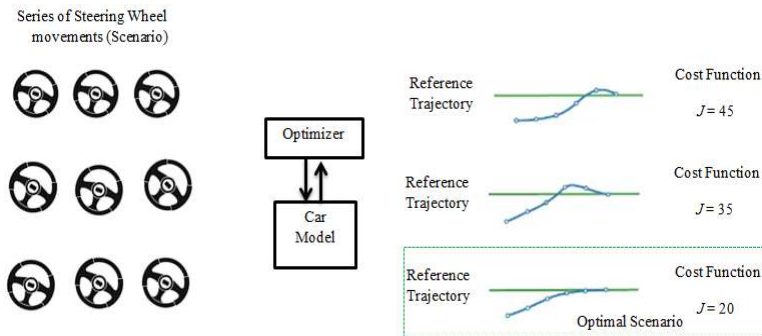 Series of Steering Wheel
movements (Scenario)
Optimizer
Car
Model
Reference
Trajectory
Cost Function
J = 45
Reference
Trajectory
Cost Function
J = 35
Reference
Trajectory
Cost Function
J = 20
Optimal Scenario